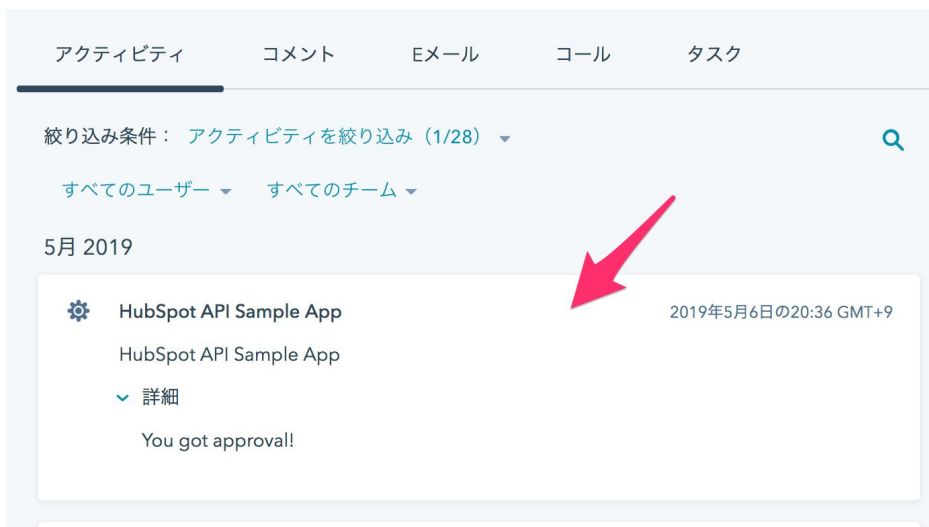 アクティビティ コメント Eメール コール タスク
絞り込み条件： アクティビティを絞り込み（1/28）
すべてのユーザー すべてのチーム
5月 2019
HubSpot API Sample App 2019年5月6日の20:36 GMT+9
HubSpot API Sample App
詳細
You got approval!